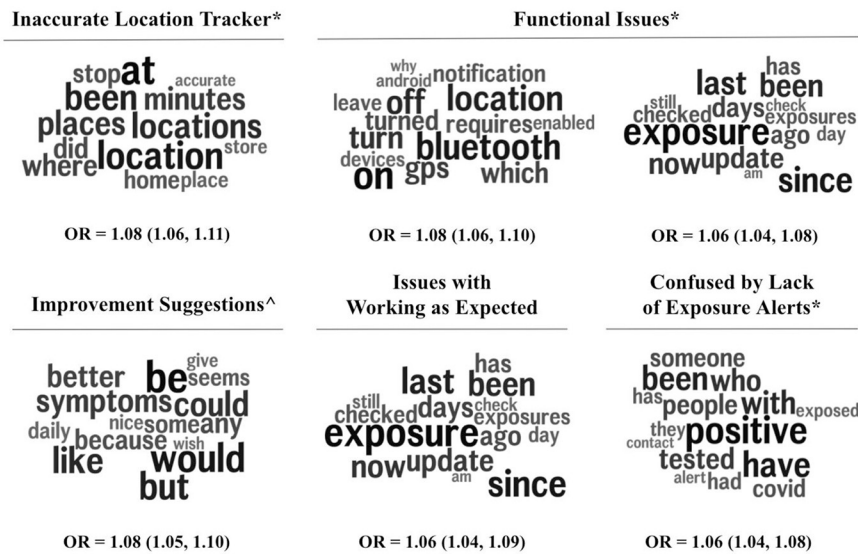 Inaccurate Location Tracker*
Functional Issues*
stop at accurate
been minutes
places locations
did
where location store
home place
why
android notification
leave off location
turned requires enabled
turn bluetooth
devices
on gps which
has
last been
still
checked days check
exposures
exposure ago day
now update
am
since
OR = 1.08 (1.06, 1.11)
OR = 1.08 (1.06, 1.10)
OR = 1.06 (1.04, 1.08)
Improvement Suggestions^
Issues with
Working as Expected
Confused by Lack
of Exposure Alerts*
give
better be seems
symptoms could
nice some any
daily because wish
like would
but
has
last been
still
checked days check
exposures
exposure ago day
now update
am
since
someone
been who
has
people with exposed
they positive
contact
tested have
alert had
covid
OR = 1.08 (1.05, 1.10)
OR = 1.06 (1.04, 1.09)
OR = 1.06 (1.04, 1.08)